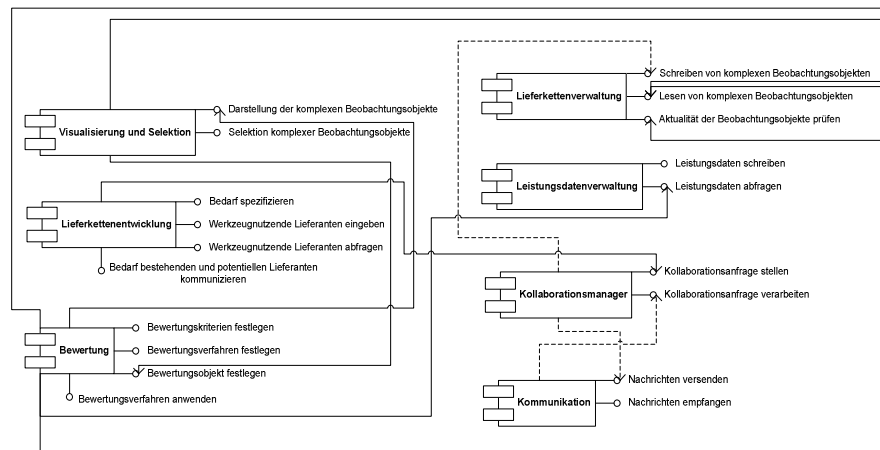 Visualisierung und Selektion
Darstellung der komplexen Beobachtungsobjekte
Selektion komplexer Beobachtungsobjekte
Lieferkettenentwicklung
Bedarf spezifizieren
Werkzeugnutzende Lieferanten eingeben
Werkzeugnutzende Lieferanten abfragen
Bedarf bestehenden und potentiellen Lieferanten
kommunizieren
Bewertung
Bewertungskriterien festlegen
Bewertungsverfahren festlegen
Bewertungsobjekt festlegen
Bewertungsverfahren anwenden
Lieferkettenverwaltung
Schreiben von komplexen Beobachtungsobjekten
Lesen von komplexen Beobachtungsobjekten
Aktualität der Beobachtungsobjekte prüfen
Leistungsdatenverwaltung
Leistungsdaten schreiben
Leistungsdaten abfragen
Kollaborationsmanager
Kollaborationsanfrage stellen
Kollaborationsanfrage verarbeiten
Kommunikation
Nachrichten versenden
Nachrichten empfangen